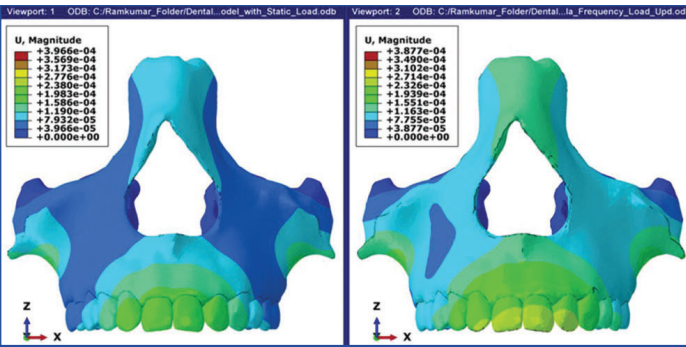 Viewport: 1 ODB: C:/Ramkumar_Folder/Dental...odel_with_Static_Load.odb
U, Magnitude
+3.966e-04
+3.569e-04
+3.173e-04
+2.776e-04
+2.380e-04
+1.983e-04
+1.586e-04
+1.190e-04
+7.932e-05
+3.966e-05
+0.000e+00
Z
X
Viewport: 2 ODB: C:/Ramkumar_Folder/Dental...la_Frequency_Load_Upd.od
U, Magnitude
+3.877e-04
+3.490e-04
+3.102e-04
+2.714e-04
+2.326e-04
+1.939e-04
+1.551e-04
+1.163e-04
+7.755e-05
+3.877e-05
+0.000e+00
Z
X